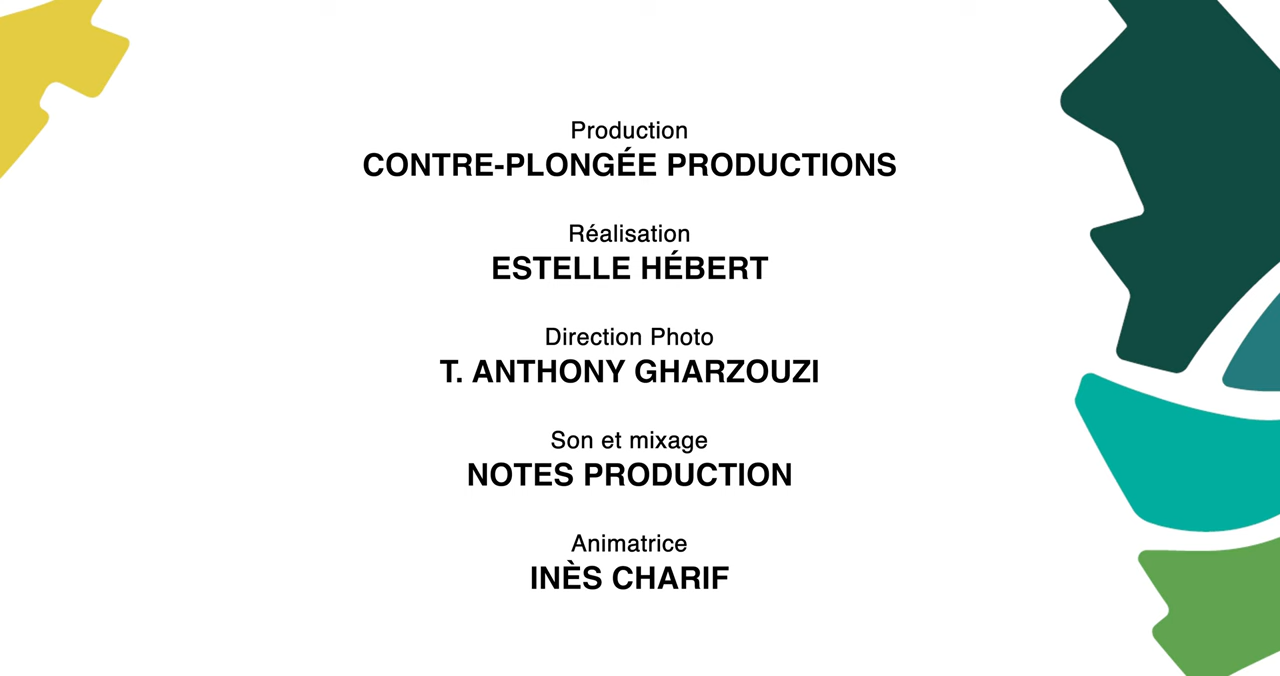 Production
CONTRE-PLONGÉE PRODUCTIONS
Réalisation
ESTELLE HÉBERT
Direction Photo
T. ANTHONY GHARZOUZI
Son et mixage
NOTES PRODUCTION
Animatrice
INÈS CHARIF